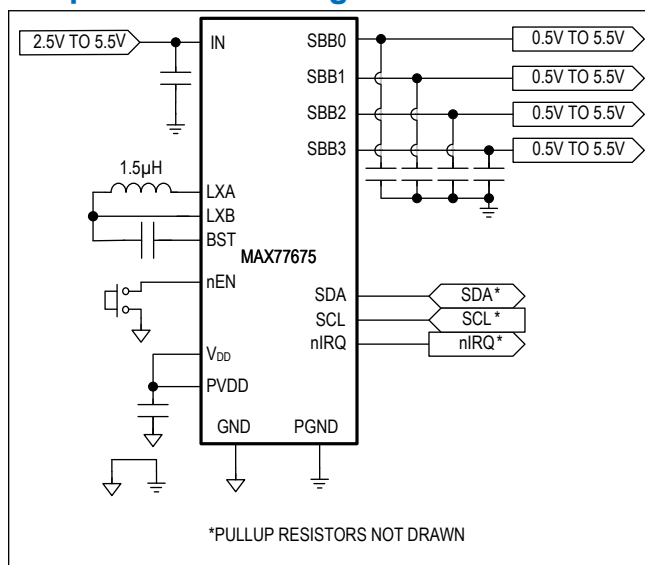 2.5V TO 5.5V
IN
SBB0
0.5V TO 5.5V
SBB1
0.5V TO 5.5V
SBB2
0.5V TO 5.5V
SBB3
0.5V TO 5.5V
1.5µH
LXA
LXB
BST
MAX77675
nEN
SDA
SDA*
SCL
SCL*
nIRQ
nIRQ*
VDD
PVDD
GND
PGND
*PULLUP RESISTORS NOT DRAWN